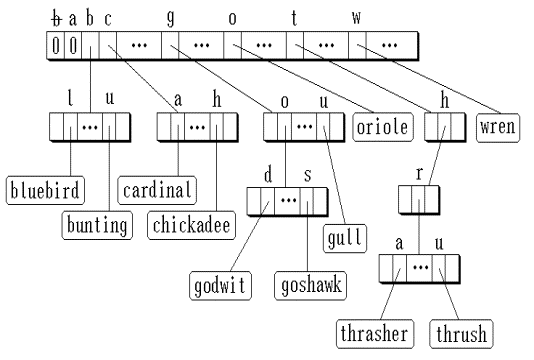 b a b c g o t w
0 0 ... ... ... ... ...
l u a h o u h
... ... ... oriole wren
bluebird cardinal d s r
bunting chickadee ... gull
godwit goshawk a u
...
thrasher thrush